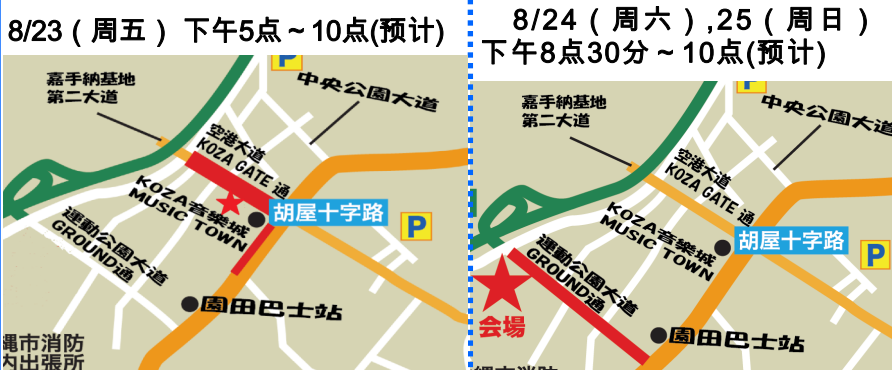 8/23（周五） 下午5点～10点(预计)
P
嘉手納基地
第二大道
中央公園大道
空港大道
KOZA GATE 通
KOZA音樂城
MUSIC TOWN
胡屋十字路
P
運動公園大道
GROUND通
園田巴士站
縄市消防
内出張所
8/24（周六）,25（周日）
下午8点30分～10点(预计)
P
嘉手納基地
第二大道
中央公園大道
空港大道
KOZA GATE 通
KOZ 音樂城
MUSIC TOWN
胡屋十字路
P
運動公園大道
GROUND通
会場
園田巴士站
縄市消防